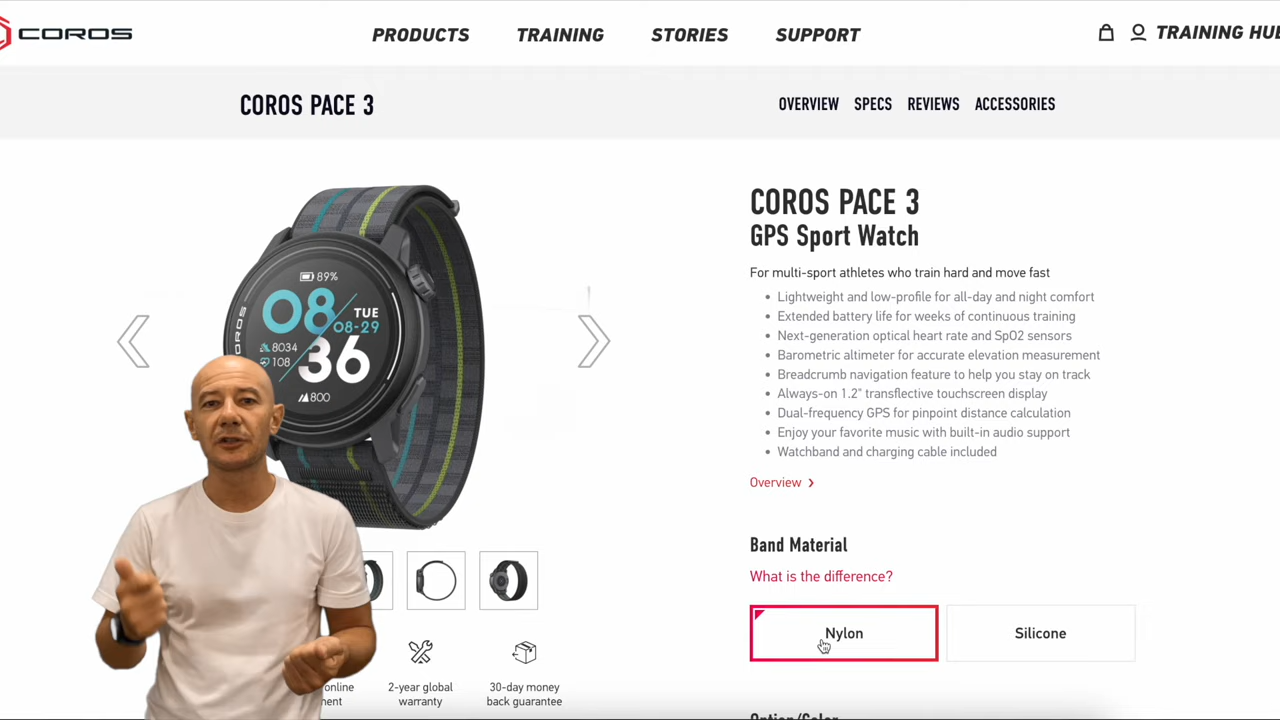 COROS
PRODUCTS
TRAINING
STORIES
SUPPORT
TRAINING HU
COROS PACE 3
OVERVIEW
SPECS
REVIEWS
ACCESSORIES
89%
08
TUE
08-29
8034
108
36
800
COROS
COROS PACE 3
GPS Sport Watch
For multi-sport athletes who train hard and move fast
• Lightweight and low-profile for all-day and night comfort
• Extended battery life for weeks of continuous training
• Next-generation optical heart rate and SpO2 sensors
• Barometric altimeter for accurate elevation measurement
• Breadcrumb navigation feature to help you stay on track
• Always-on 1.2" transflective touchscreen display
• Dual-frequency GPS for pinpoint distance calculation
• Enjoy your favorite music with built-in audio support
• Watchband and charging cable included
Overview ›
Band Material
What is the difference?
Nylon
Silicone
online
ment
2-year global
warranty
30-day money
back guarantee
Option/Color